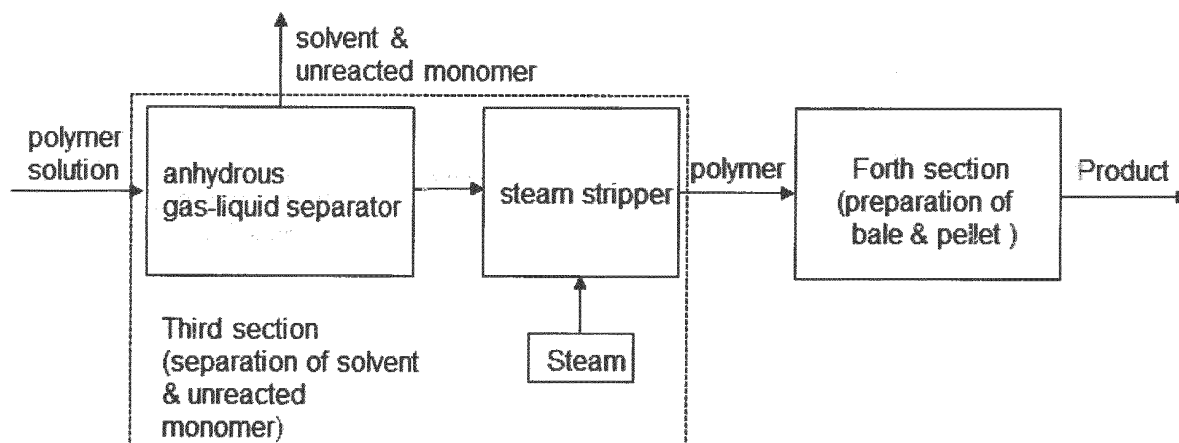 solvent &
unreacted monomer
polymer
solution
anhydrous
gas-liquid separator
steam stripper
polymer
Forth section
(preparation of
bale & pellet )
Product
Third section
(separation of solvent
& unreacted
monomer)
Steam